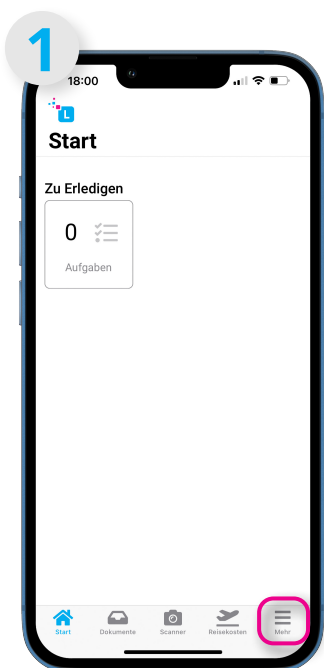 1
18:00
L
Start
Zu Erledigen
0
Aufgaben
Start Dokumente Scanner Reisekosten Mehr